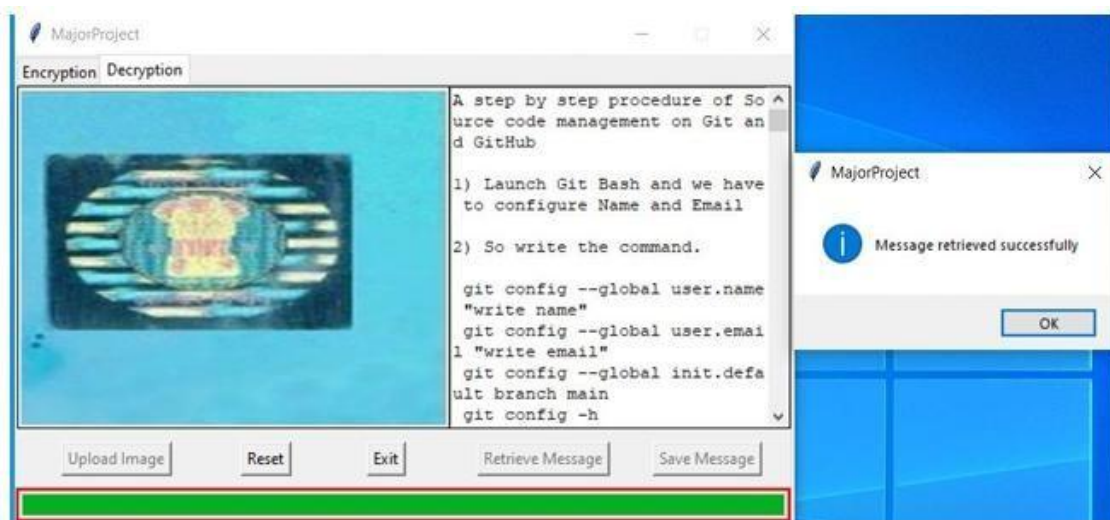 MajorProject
Encryption Decryption
A step by step procedure of So
urce code management on Git an
d GitHub
1) Launch Git Bash and we have
to configure Name and Email
2) So write the command.
git config --global user.name
"write name"
git config --global user.emai
l "write email"
git config --global init.defa
ult branch main
git config -h
Upload Image Reset Exit Retrieve Message Save Message
MajorProject
Message retrieved successfully
OK